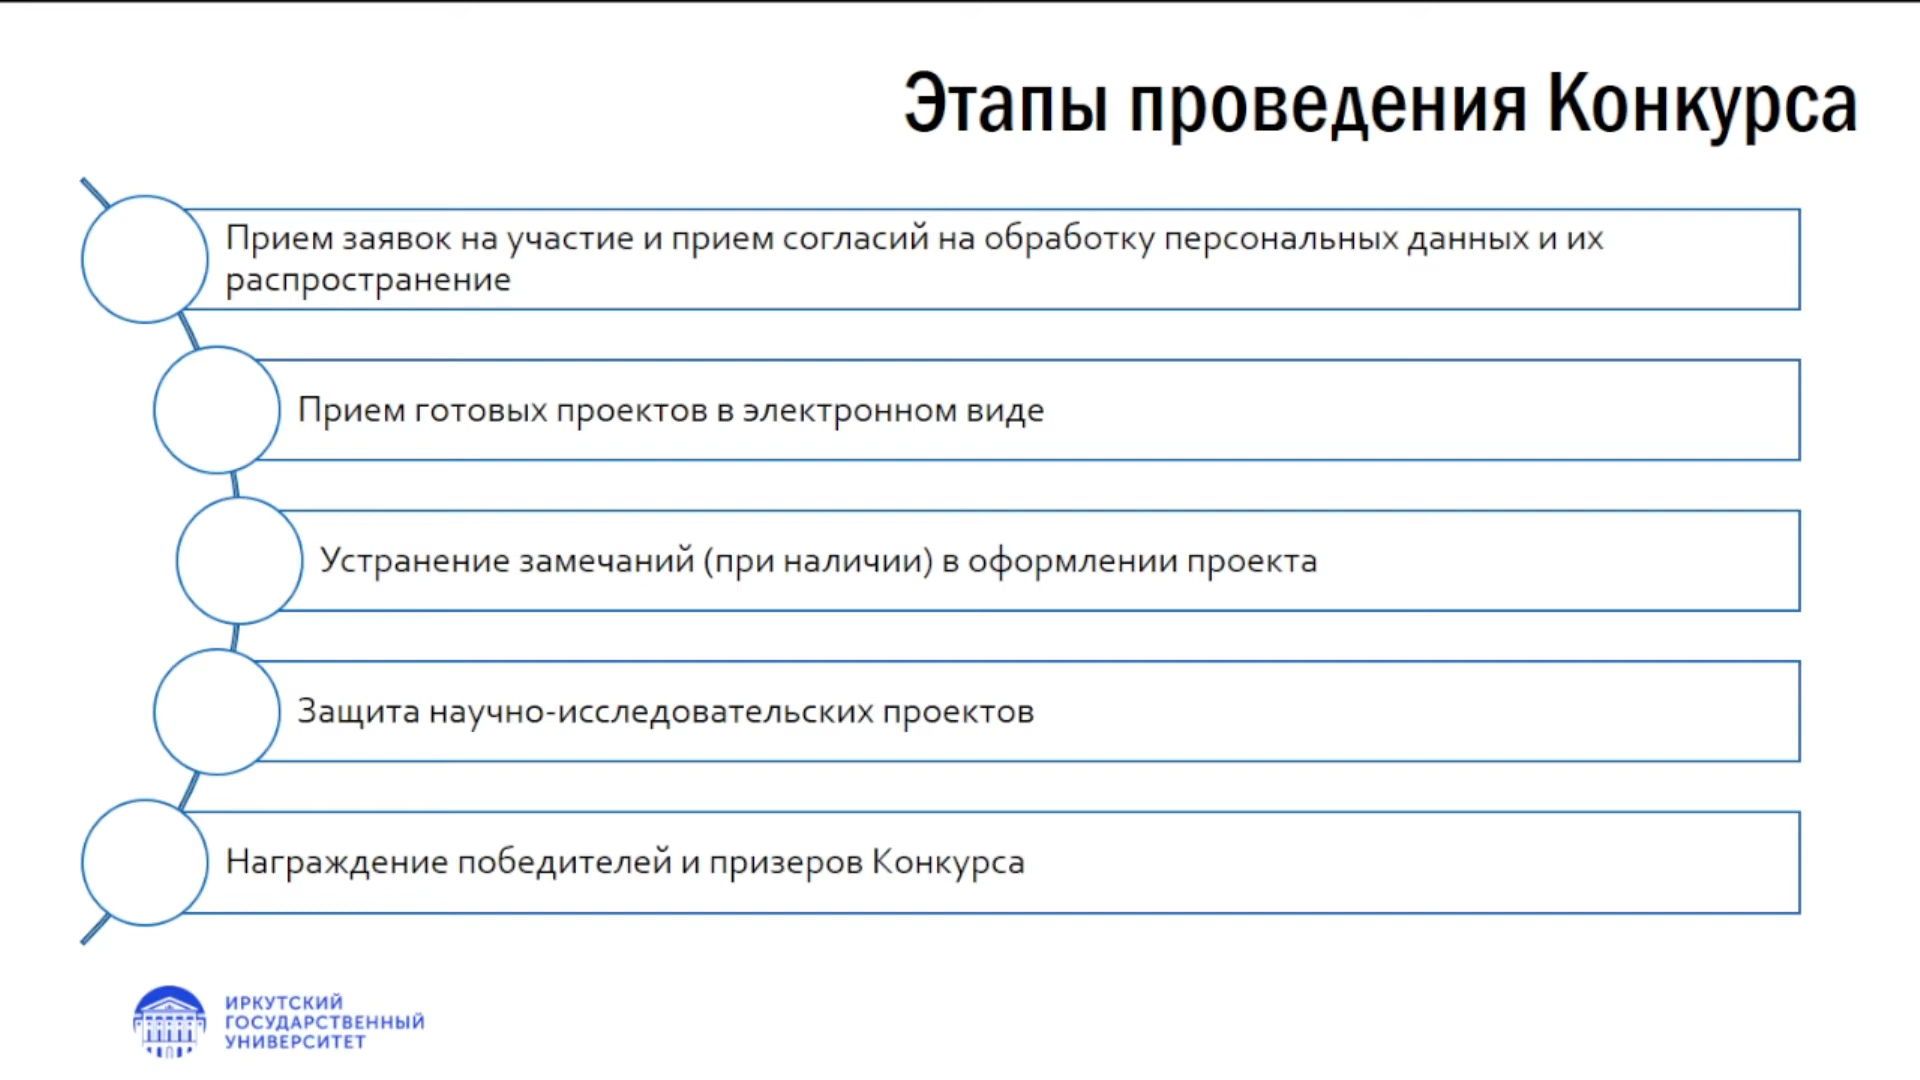 Этапы проведения Конкурса
Прием заявок на участие и прием согласий на обработку персональных данных и их
распространение
Прием готовых проектов в электронном виде
Устранение замечаний (при наличии) в оформлении проекта
Защита научно-исследовательских проектов
Награждение победителей и призеров Конкурса
ИРКУТСКИЙ
ГОСУДАРСТВЕННЫЙ
УНИВЕРСИТЕТ